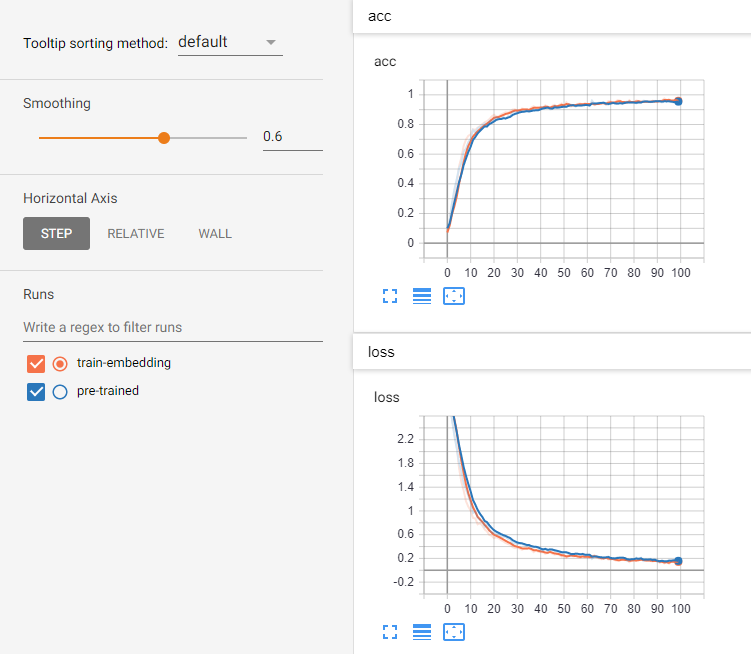 Tooltip sorting method: default
Smoothing
0.6
Horizontal Axis
STEP RELATIVE WALL
Runs
Write a regex to filter runs
train-embedding
pre-trained
acc
acc
1
0.8
0.6
0.4
0.2
0
0 10 20 30 40 50 60 70 80 90 100
loss
loss
2.2
1.8
1.4
1
0.6
0.2
-0.2
0 10 20 30 40 50 60 70 80 90 100